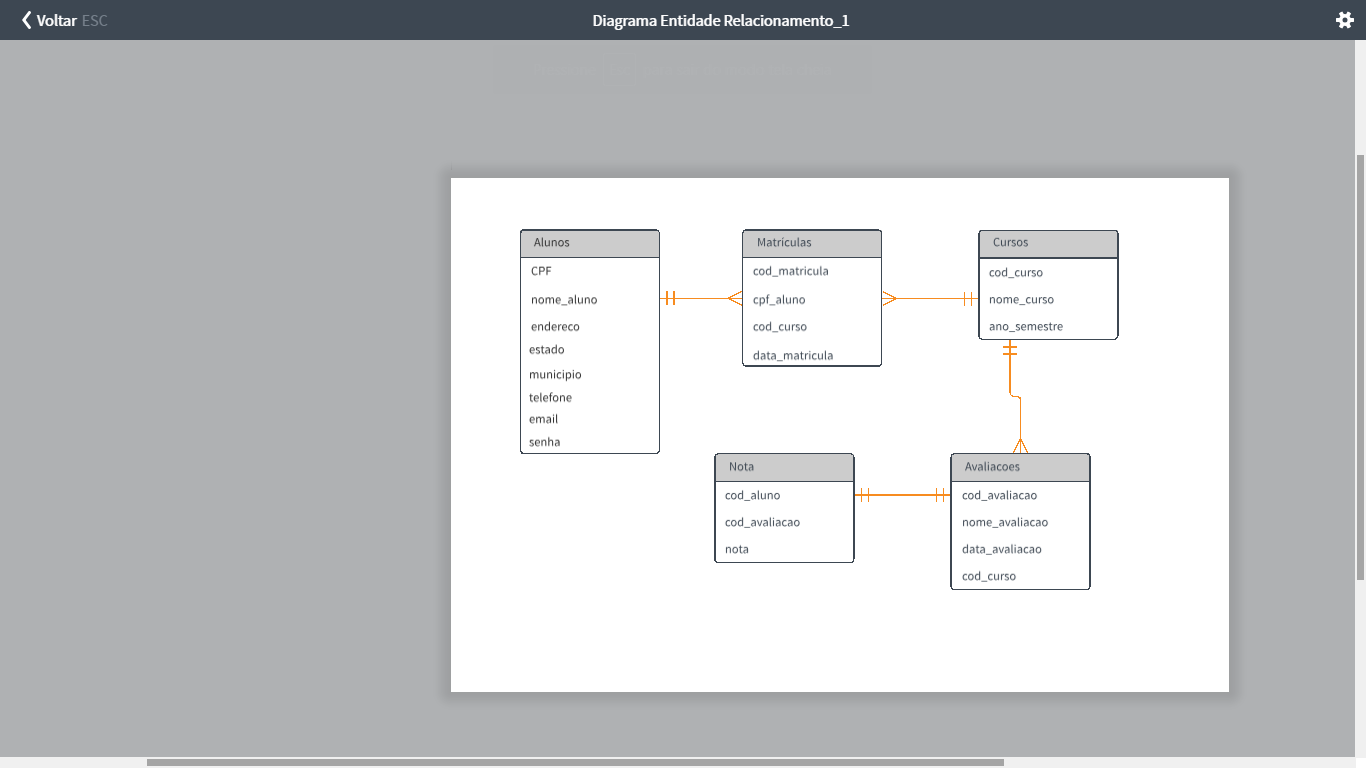 Voltar ESC
Diagrama Entidade Relacionamento_1
Alunos
CPF
nome_aluno
endereco
estado
municipio
telefone
email
senha
Matriculas
cod_matricula
cpf_aluno
cod_curso
data_matricula
Cursos
cod_curso
nome_curso
ano_semestre
Nota
cod_aluno
cod_avaliacao
nota
Avaliacoes
cod_avaliacao
nome_avaliacao
data_avaliacao
cod_curso